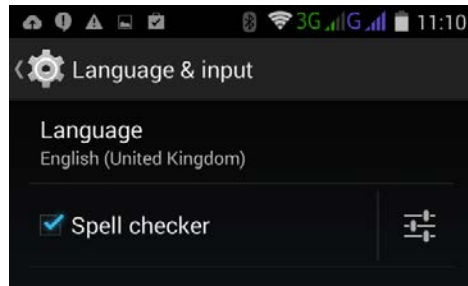 3G G 11:10
Language & input
Language
English (United Kingdom)
Spell checker